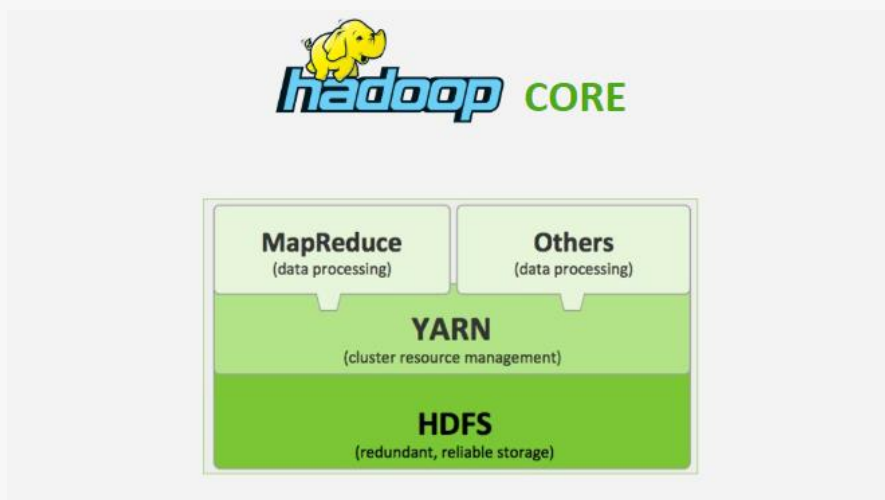 hadoop CORE
MapReduce
(data processing)
Others
(data processing)
YARN
(cluster resource management)
HDFS
(redundant, reliable storage)